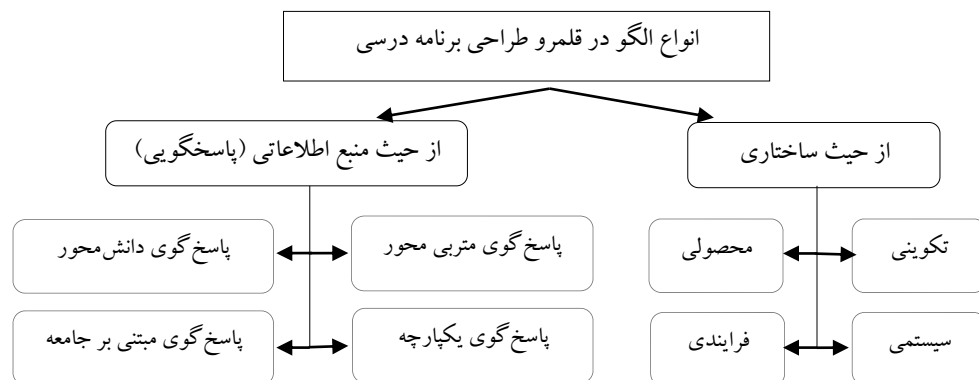 انواع الگو در قلمرو طراحی برنامه درسی
از حیث ساختاری
از حیث منبع اطلاعاتی (پاسخگویی)
تکوینی
محصولی
پاسخ‌گوی متربی محور
پاسخ‌گوی دانش‌محور
سیستمی
فرایندی
پاسخ‌گوی یکپارچه
پاسخ‌گوی مبتنی بر جامعه